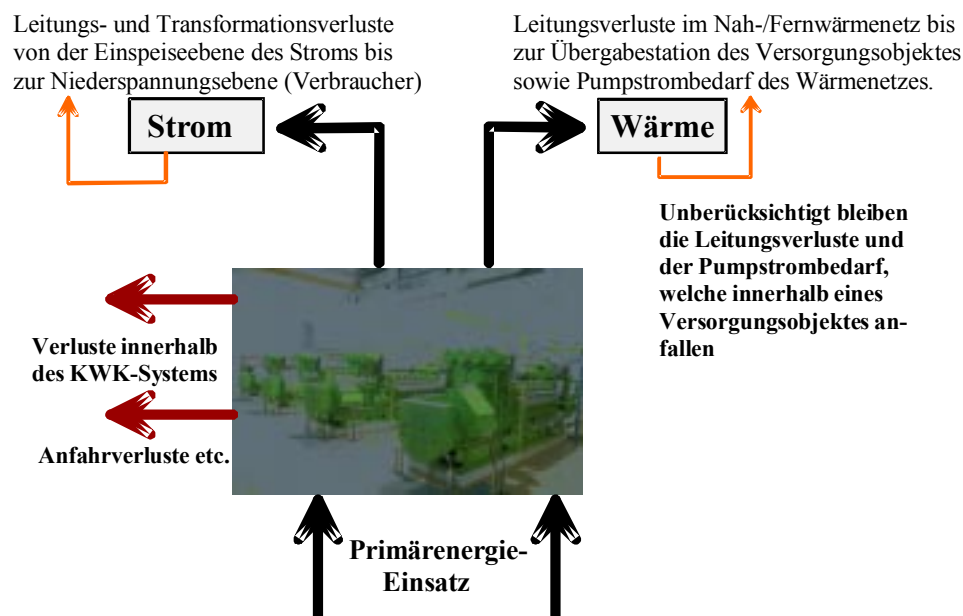 Leitungs- und Transformationsverluste
von der Einspeiseebene des Stroms bis
zur Niederspannungsebene (Verbraucher)
Leitungsverluste im Nah-/Fernwärmenetz bis
zur Übergabestation des Versorgungsobjektes
sowie Pumpstrombedarf des Wärmenetzes.
Strom
Wärme
Unberücksichtigt bleiben
die Leitungsverluste und
der Pumpstrombedarf,
welche innerhalb eines
Versorgungsobjektes an-
fallen
Verluste innerhalb
des KWK-Systems
Anfahrverluste etc.
Primärenergie-
Einsatz